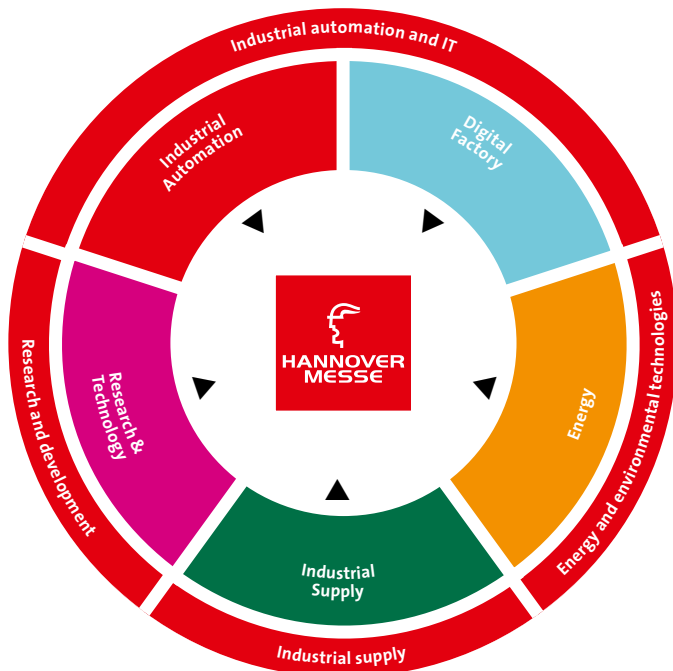 Industrial automation and IT
Industrial
Automation
Digital
Factory
HANNOVER
MESSE
Research and development
Research &
Technology
Energy
Energy and environmental technologies
Industrial
Supply
Industrial supply